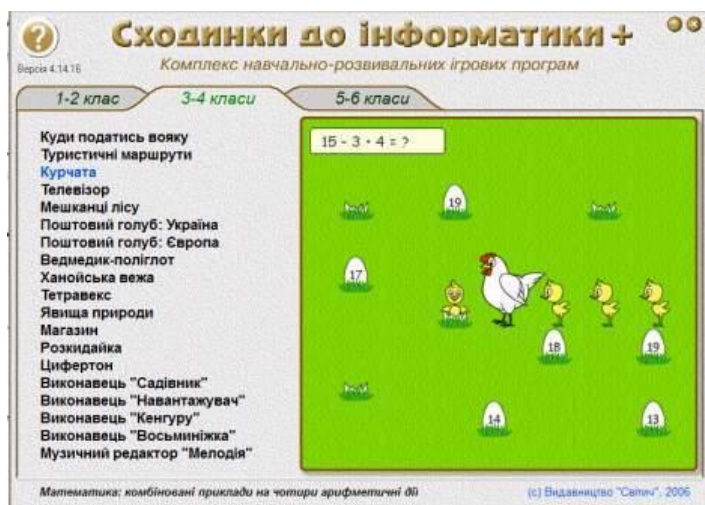 Сходинки до інформатики+
Версія 4.14.16
Комплекс навчально-розвивальних ігрових програм
1-2 клас
3-4 класи
5-6 класи
Куди податись вояку
Туристичні маршрути
Курчата
Телевізор
Мешканці лісу
Поштовий голуб: Україна
Поштовий голуб: Європа
Ведмедик-поліглот
Ханойська вежа
Тетравекс
Явища природи
Магазин
Розкидайка
Цифертон
Виконавець "Садівник"
Виконавець "Навантажувач"
Виконавець "Кенгуру"
Виконавець "Восьминіжка"
Музичний редактор "Мелодія"
15 - 3 · 4 = ?
19
17
18
19
14
13
Математика: комбіновані приклади на чотири арифметичні дії
(c) Видавництво "Світич", 2006